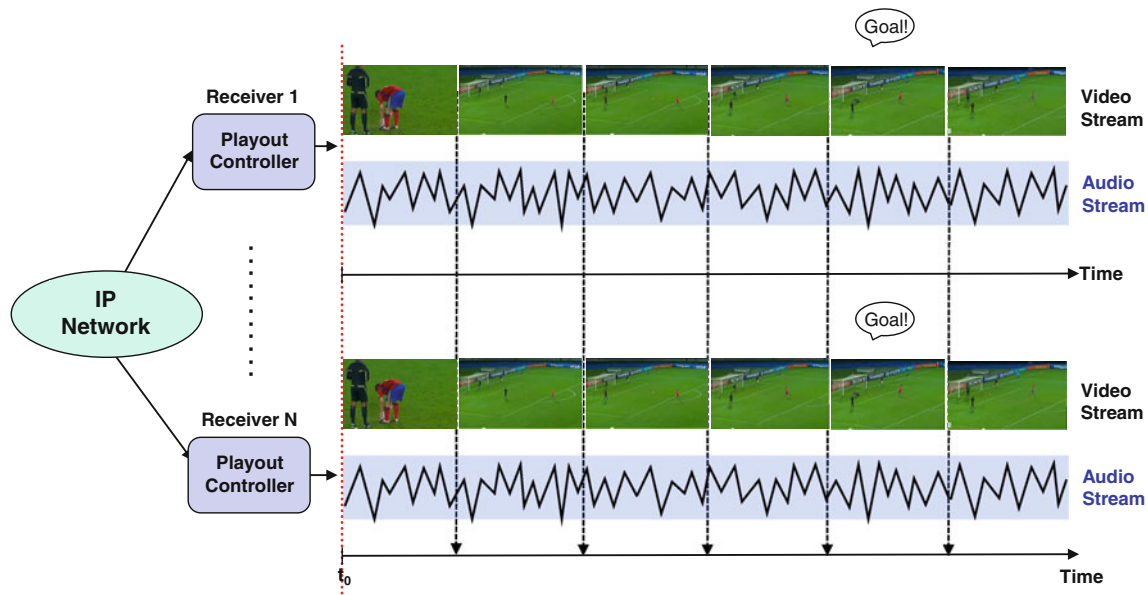 Goal!
Receiver 1
Playout
Controller
Video
Stream
Audio
Stream
Time
IP
Network
Goal!
Receiver N
Playout
Controller
Video
Stream
Audio
Stream
t0
Time